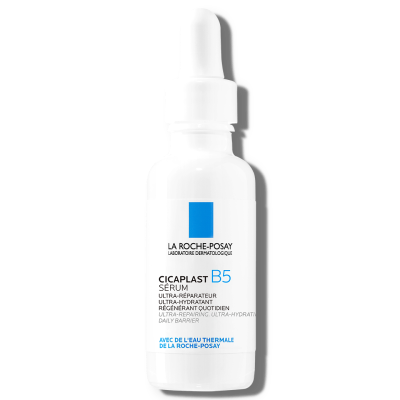 LA ROCHE-POSAY
LABORATOIRE DERMATOLOGIQUE
CICAPLAST B5
SÉRUM
ULTRA-RÉPARATEUR
ULTRA-HYDRATANT
RÉGÉNÉRANT QUOTIDIEN
ULTRA-REPAIRING, ULTRA-HYDRATI
DAILY BARRIER
AVEC DE L'EAU THERMALE
DE LA ROCHE-POSAY